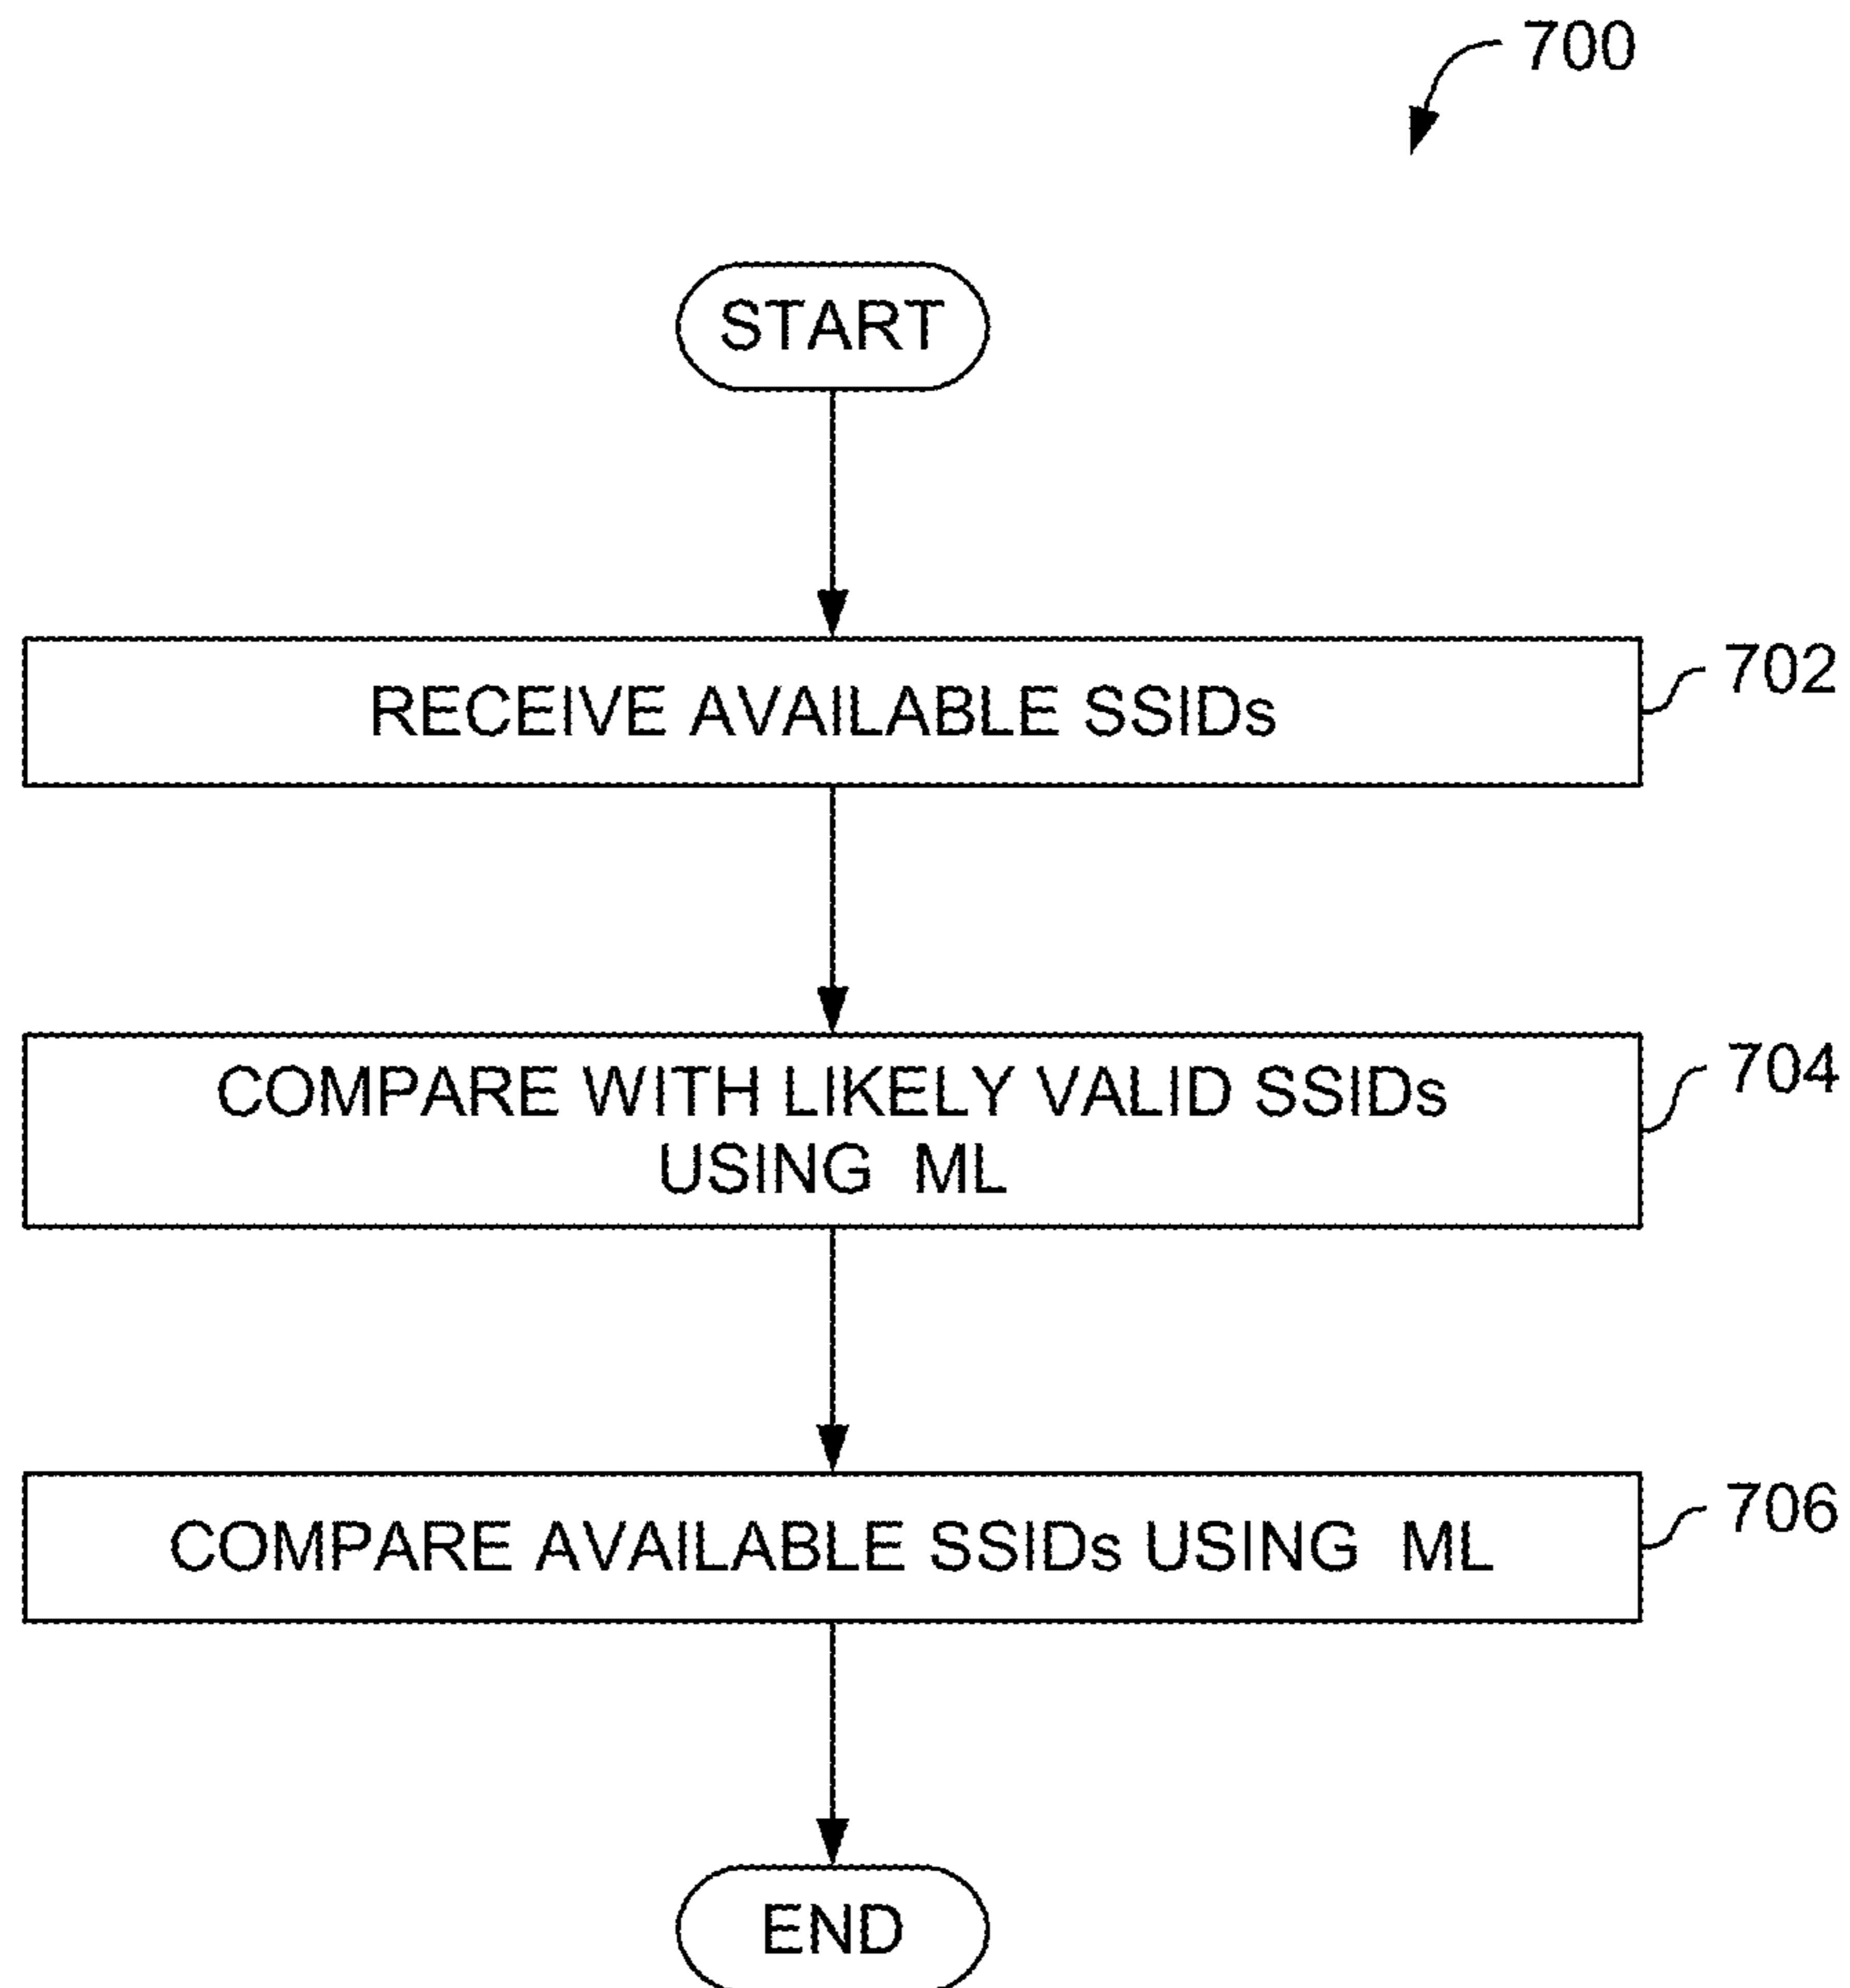 700
START
RECEIVE AVAILABLE SSIDs
702
COMPARE WITH LIKELY VALID SSIDs
USING ML
704
COMPARE AVAILABLE SSIDs USING ML
706
END